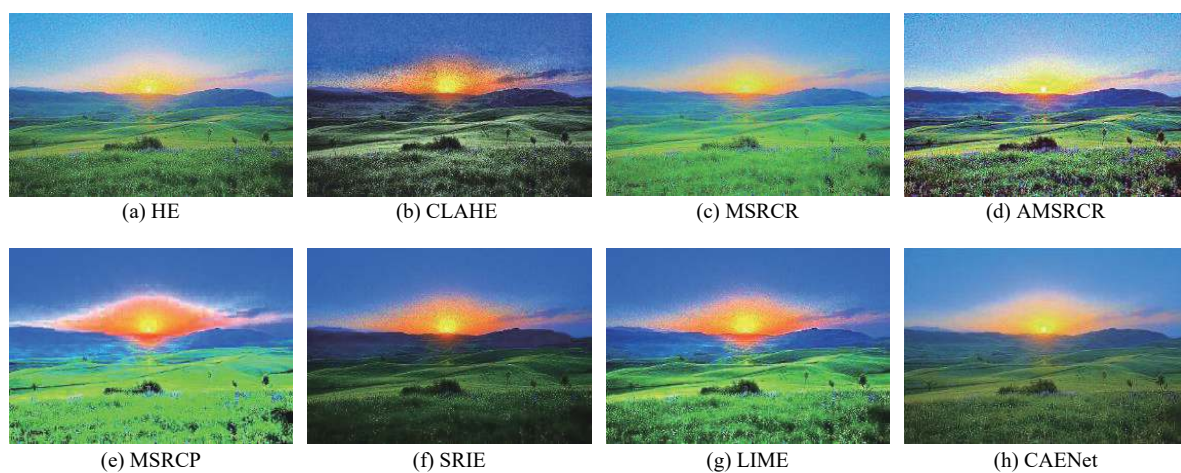 (a) HE (b) CLAHE (c) MSRCR (d) AMSRCR
(e) MSRCP (f) SRIE (g) LIME (h) CAENet